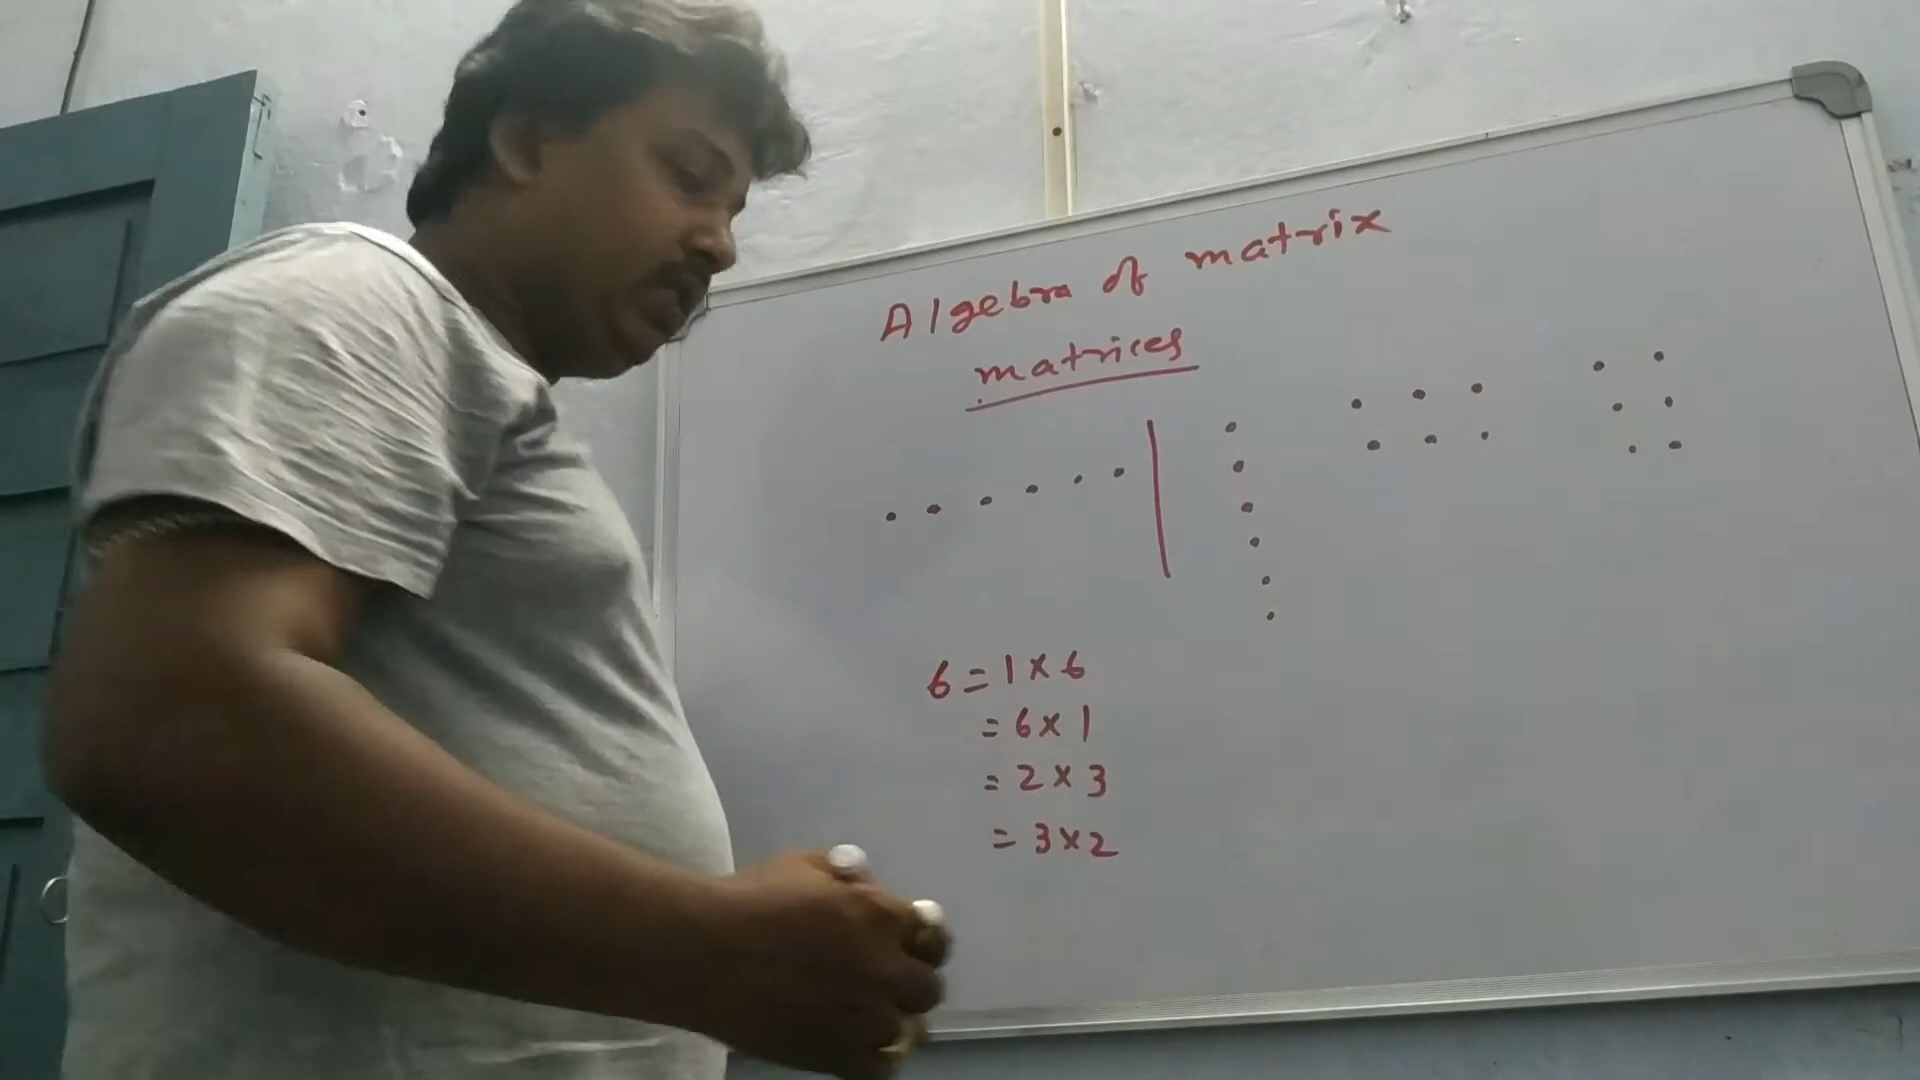 Algebra of matrix
matrices
6 = 1 × 6
= 6 × 1
= 2 × 3
= 3 × 2